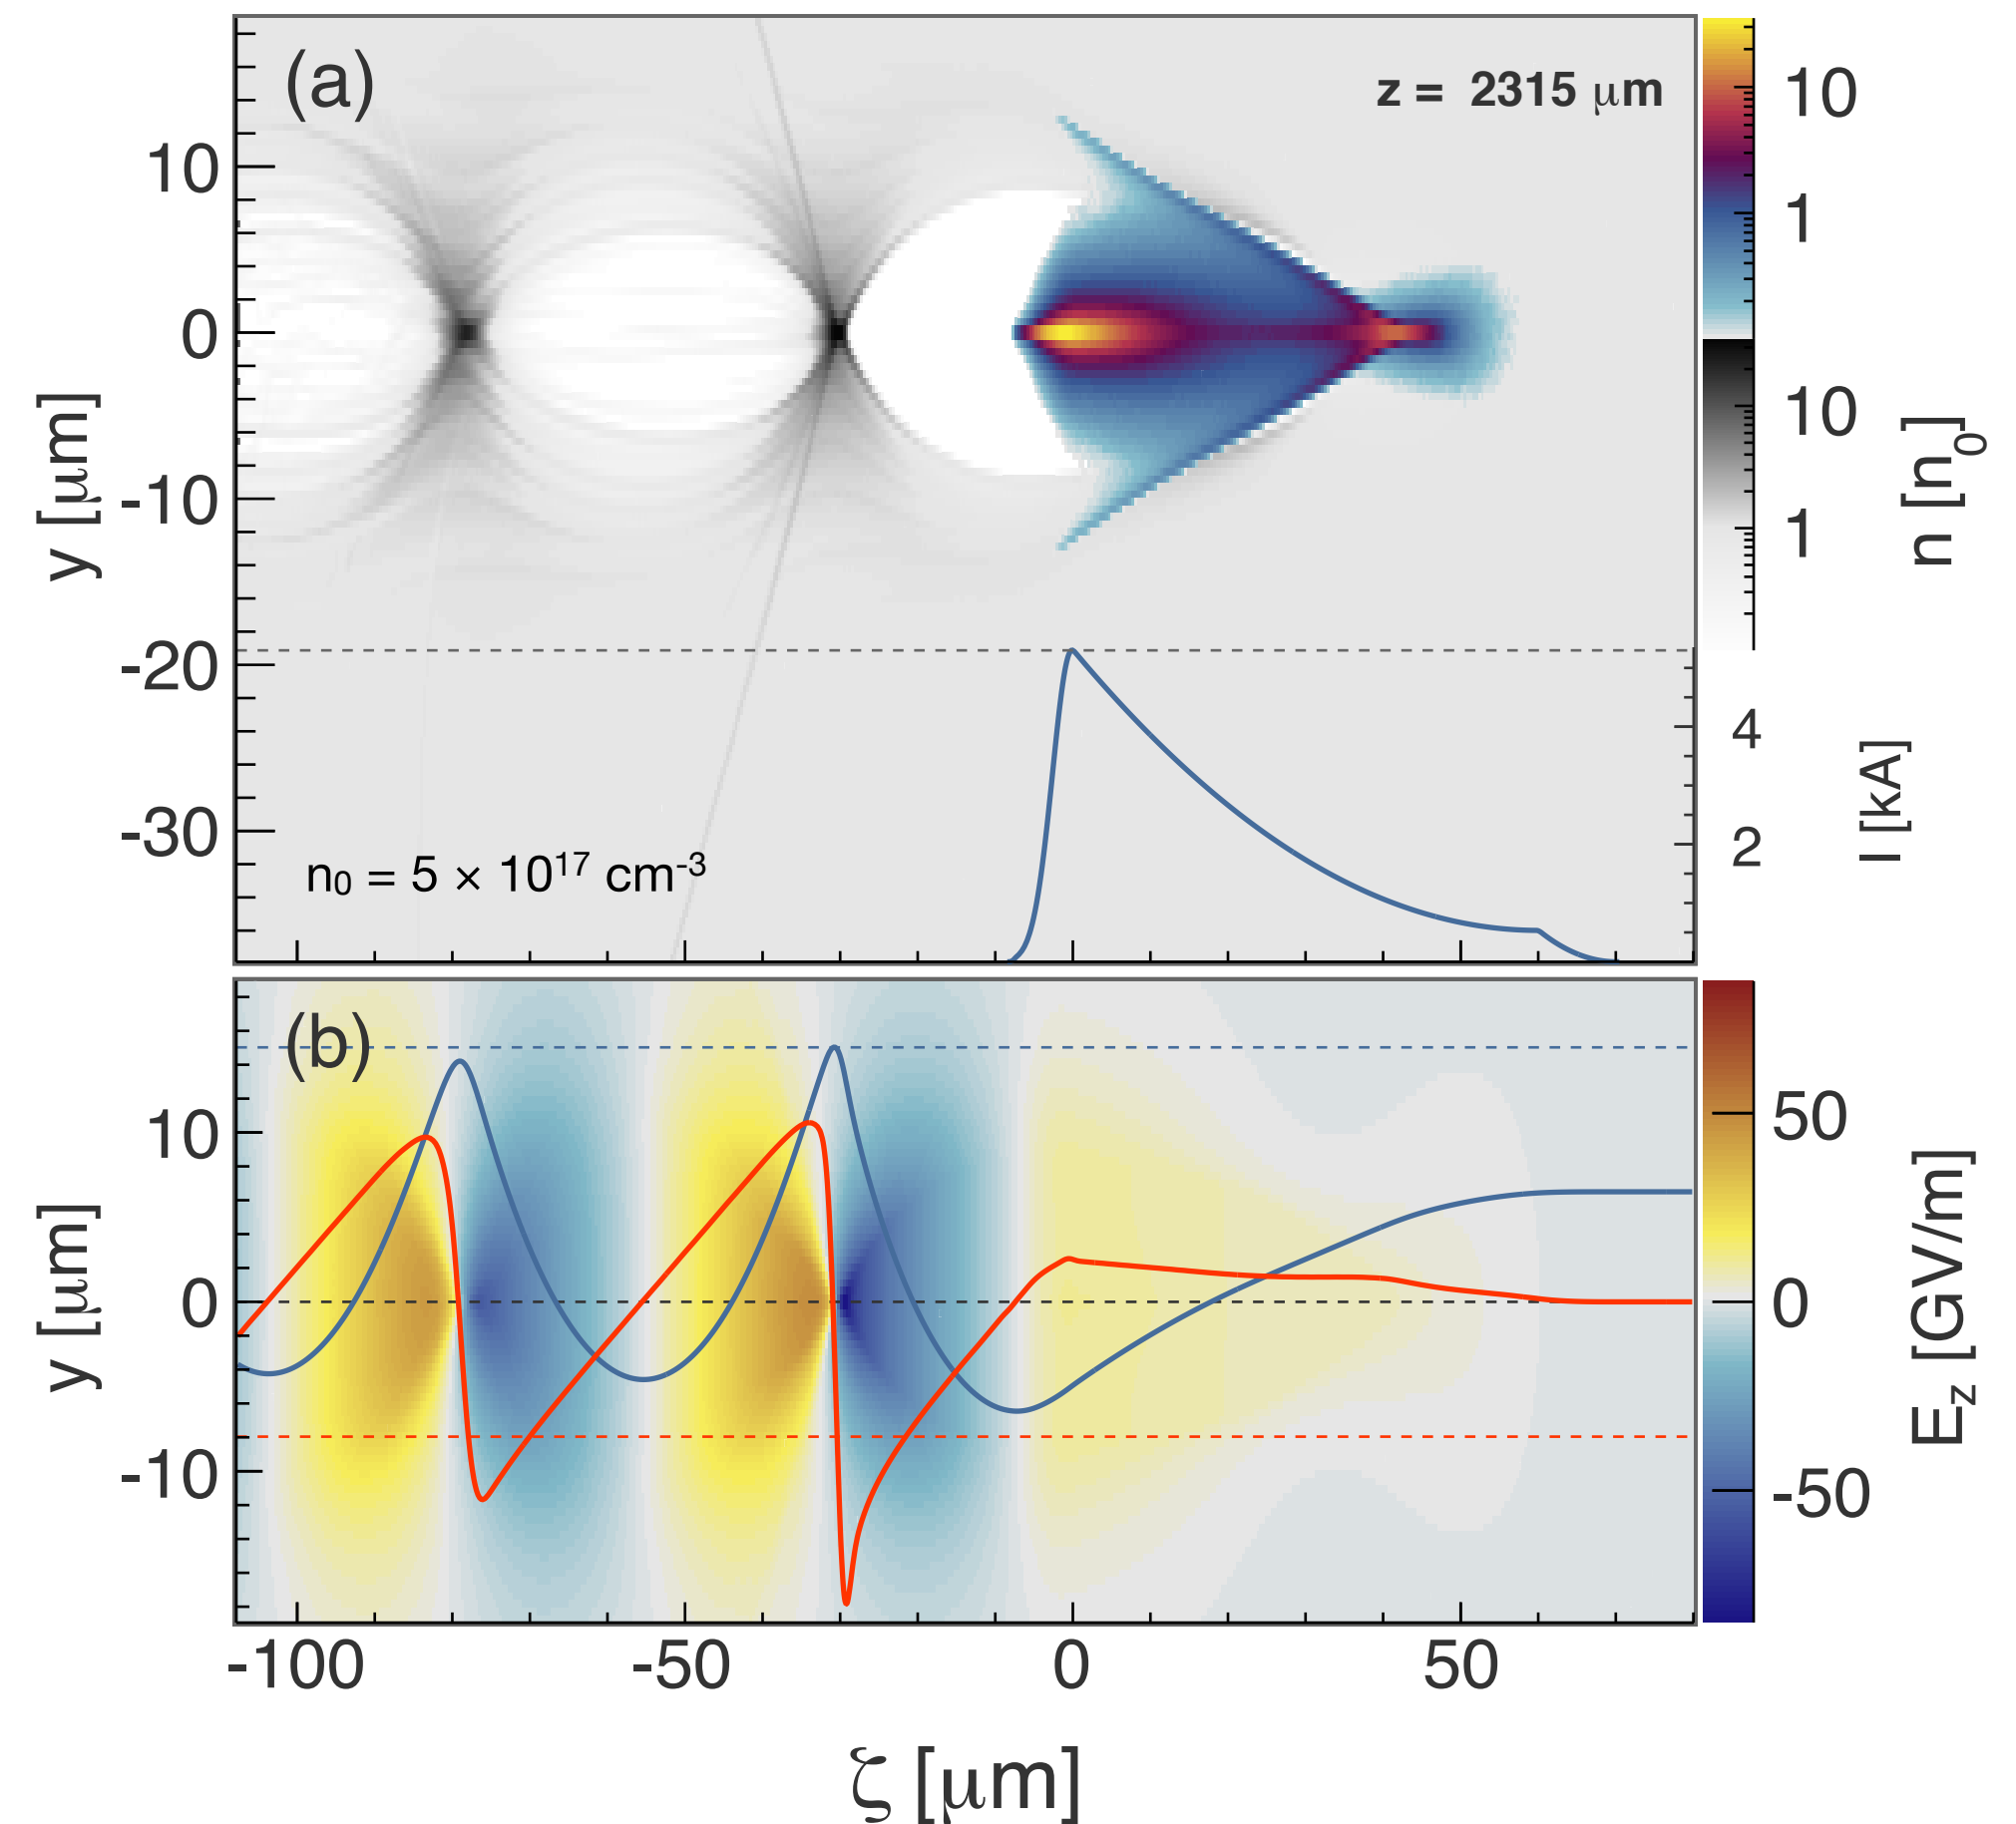 (a)
z = 2315 μm
10
0
-10
-20
-30
y [μm]
n₀ = 5 × 10¹⁷ cm⁻³
10
1
10
1
n [n₀]
4
2
I [kA]
(b)
10
0
-10
y [μm]
50
0
-50
E_z [GV/m]
-100
-50
0
50
ζ [μm]